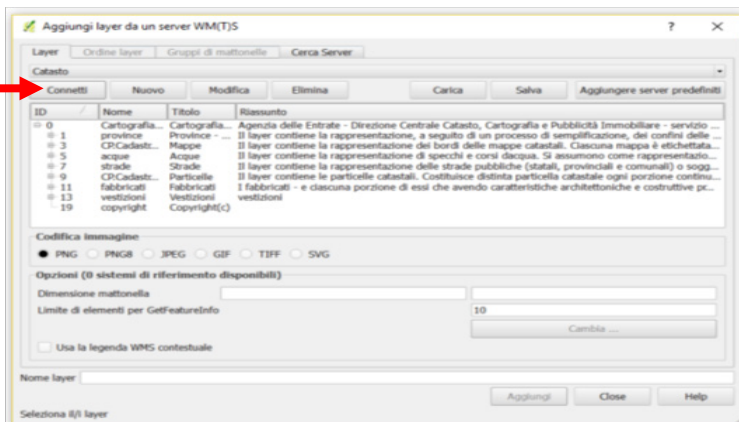 Aggiungi layer da un server WM(T)S ?
Layer Ordine layer Gruppi di mattonelle Cerca Server
Catasto
Connetti Nuovo Modifica Elimina Carica Salva Aggiungere server predefiniti
ID Nome Titolo Riassunto
0 Cartografia... Cartografia... Agenzia delle Entrate - Direzione Centrale Catasto, Cartografia e Pubblicità Immobiliare - servizio ...
1 province Province - ... Il layer contiene la rappresentazione, a seguito di un processo di semplificazione, dei confini delle ...
3 CP.Cadastr... Mappe Il layer contiene la rappresentazione dei bordi delle mappe catastali. Ciascuna mappa è etichettata...
5 acque Acque Il layer contiene la rappresentazione di specchi e corsi dacqua. Si assumono come rappresentazio...
7 strade Strade Il layer contiene la rappresentazione delle strade pubbliche (statali, provinciali e comunali) o sogg...
9 CP.Cadastr... Particelle Il layer contiene le particelle catastali. Costituisce distinta particella catastale ogni porzione continu...
11 fabbricati Fabbricati I fabbricati - e ciascuna porzione di essi che avendo caratteristiche architettoniche e costruttive pr...
13 vestizioni Vestizioni vestizioni
19 copyright Copyright(c)
Codifica immagine
PNG PNG8 JPEG GIF TIFF SVG
Opzioni (0 sistemi di riferimento disponibili)
Dimensione mattonella
Limite di elementi per GetFeatureInfo 10
Cambia ...
Usa la legenda WMS contestuale
Nome layer
Aggiungi Close Help
Seleziona il/i layer